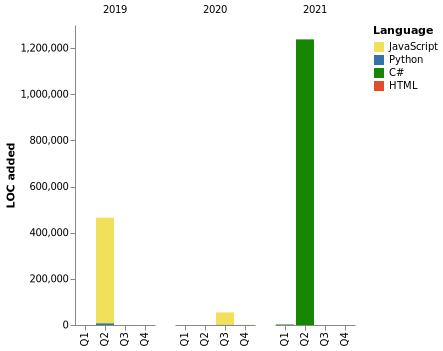 2019 2020 2021
Language
JavaScript
Python
C#
HTML
LOC added
1,200,000
1,000,000
800,000
600,000
400,000
200,000
0
Q1 Q2 Q3 Q4 Q1 Q2 Q3 Q4 Q1 Q2 Q3 Q4